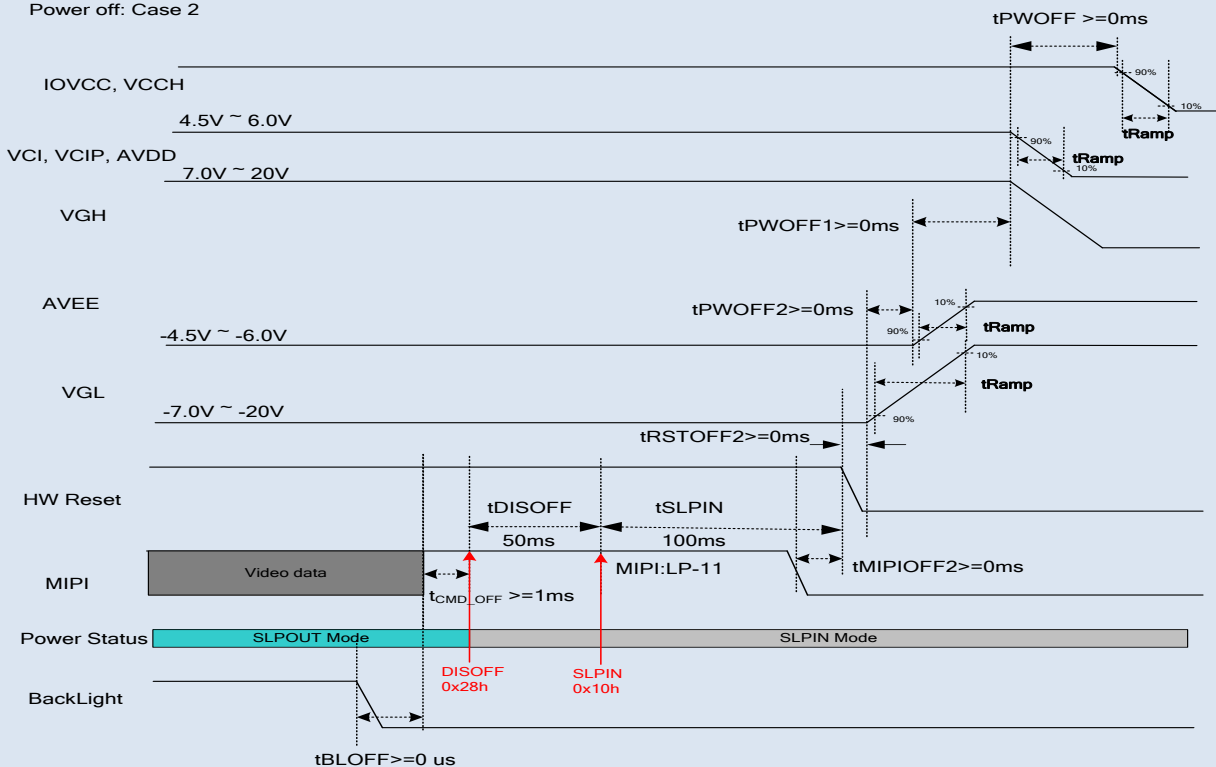 Power off: Case 2
tPWOFF >=0ms
IOVCC, VCCH
90%
10%
tRamp
4.5V ~ 6.0V
VCI, VCIP, AVDD
90%
10%
tRamp
7.0V ~ 20V
VGH
tPWOFF1>=0ms
AVEE
tPWOFF2>=0ms
10%
90%
tRamp
-4.5V ~ -6.0V
10%
VGL
tRamp
-7.0V ~ -20V
90%
tRSTOFF2>=0ms
HW Reset
tDISOFF
tSLPIN
50ms
100ms
MIPI
Video data
MIPI:LP-11
tMIPIOFF2>=0ms
tCMD_OFF >=1ms
Power Status
SLPOUT Mode
SLPIN Mode
DISOFF
0x28h
SLPIN
0x10h
BackLight
tBLOFF>=0 us